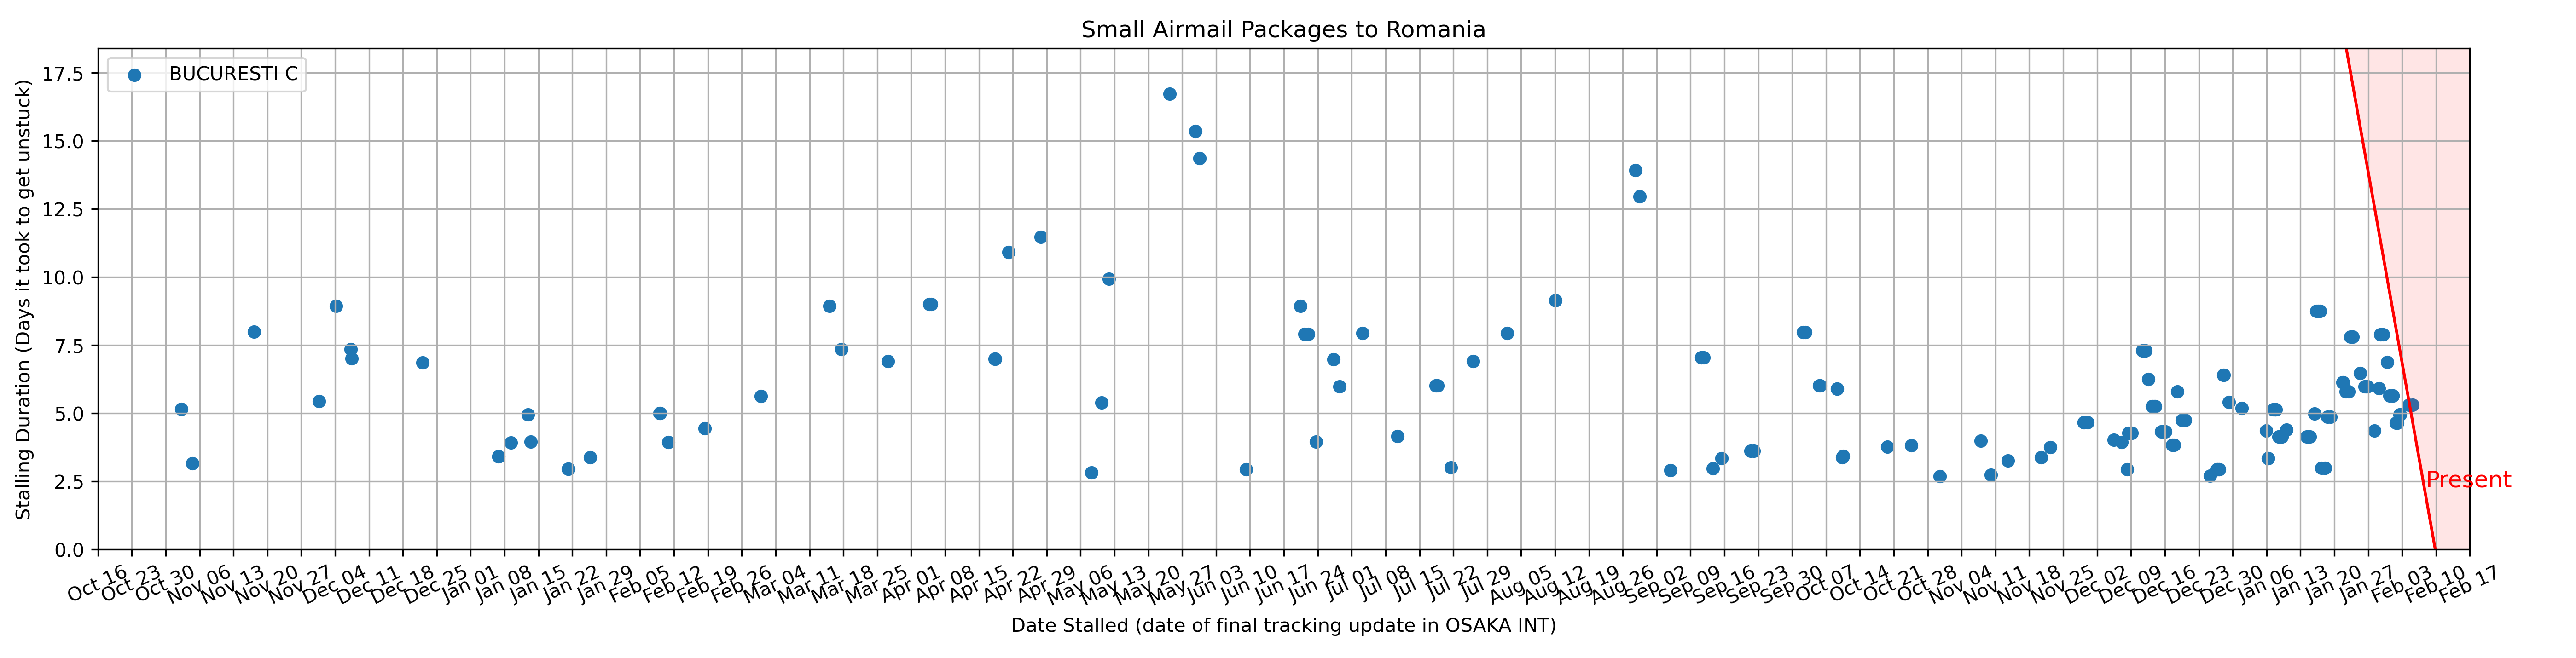 Small Airmail Packages to Romania
BUCURESTI C
Stalling Duration (Days it took to get unstuck)
17.5
15.0
12.5
10.0
7.5
5.0
2.5
0.0
Present
Oct 16
Oct 23
Oct 30
Nov 06
Nov 13
Nov 20
Nov 27
Dec 04
Dec 11
Dec 18
Dec 25
Jan 01
Jan 08
Jan 15
Jan 22
Jan 29
Feb 05
Feb 12
Feb 19
Feb 26
Mar 04
Mar 11
Mar 18
Mar 25
Apr 01
Apr 08
Apr 15
Apr 22
Apr 29
May 06
May 13
May 20
May 27
Jun 03
Jun 10
Jun 17
Jun 24
Jul 01
Jul 08
Jul 15
Jul 22
Jul 29
Aug 05
Aug 12
Aug 19
Aug 26
Sep 02
Sep 09
Sep 16
Sep 23
Sep 30
Oct 07
Oct 14
Oct 21
Oct 28
Nov 04
Nov 11
Nov 18
Nov 25
Dec 02
Dec 09
Dec 16
Dec 23
Dec 30
Jan 06
Jan 13
Jan 20
Jan 27
Feb 03
Feb 10
Feb 17
Date Stalled (date of final tracking update in OSAKA INT)